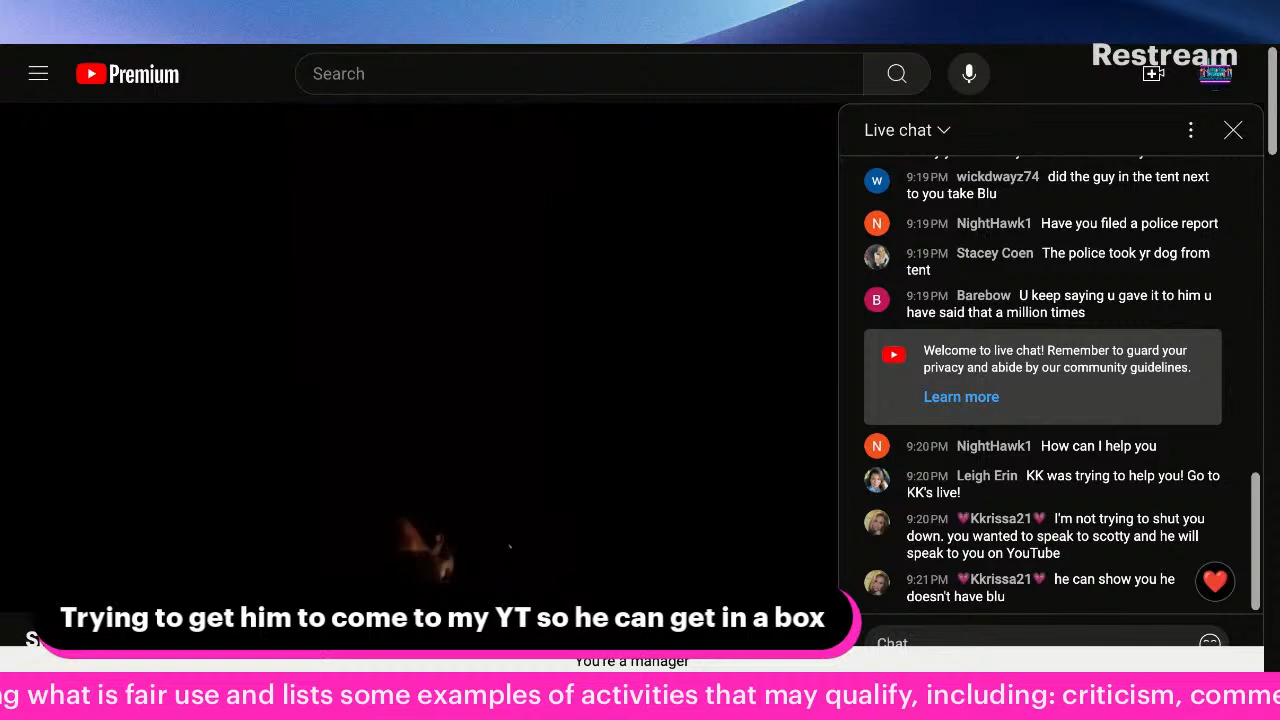 Restream
Premium
Search
Live chat
w
9:19 PM wickdwayz74 did the guy in the tent next
to you take Blu
N
9:19 PM NightHawk1 Have you filed a police report
9:19 PM Stacey Coen The police took yr dog from
tent
B
9:19 PM Barebow U keep saying u gave it to him u
have said that a million times
Welcome to live chat! Remember to guard your
privacy and abide by our community guidelines.
Learn more
N
9:20 PM NightHawk1 How can I help you
9:20 PM Leigh Erin KK was trying to help you! Go to
KK's live!
9:20 PM 💗Kkrissa21💗 I'm not trying to shut you
down. you wanted to speak to scotty and he will
speak to you on YouTube
9:21 PM 💗Kkrissa21💗 he can show you he
doesn't have blu
Chat
Trying to get him to come to my YT so he can get in a box
You're a manager
ng what is fair use and lists some examples of activities that may qualify, including: criticism, comme